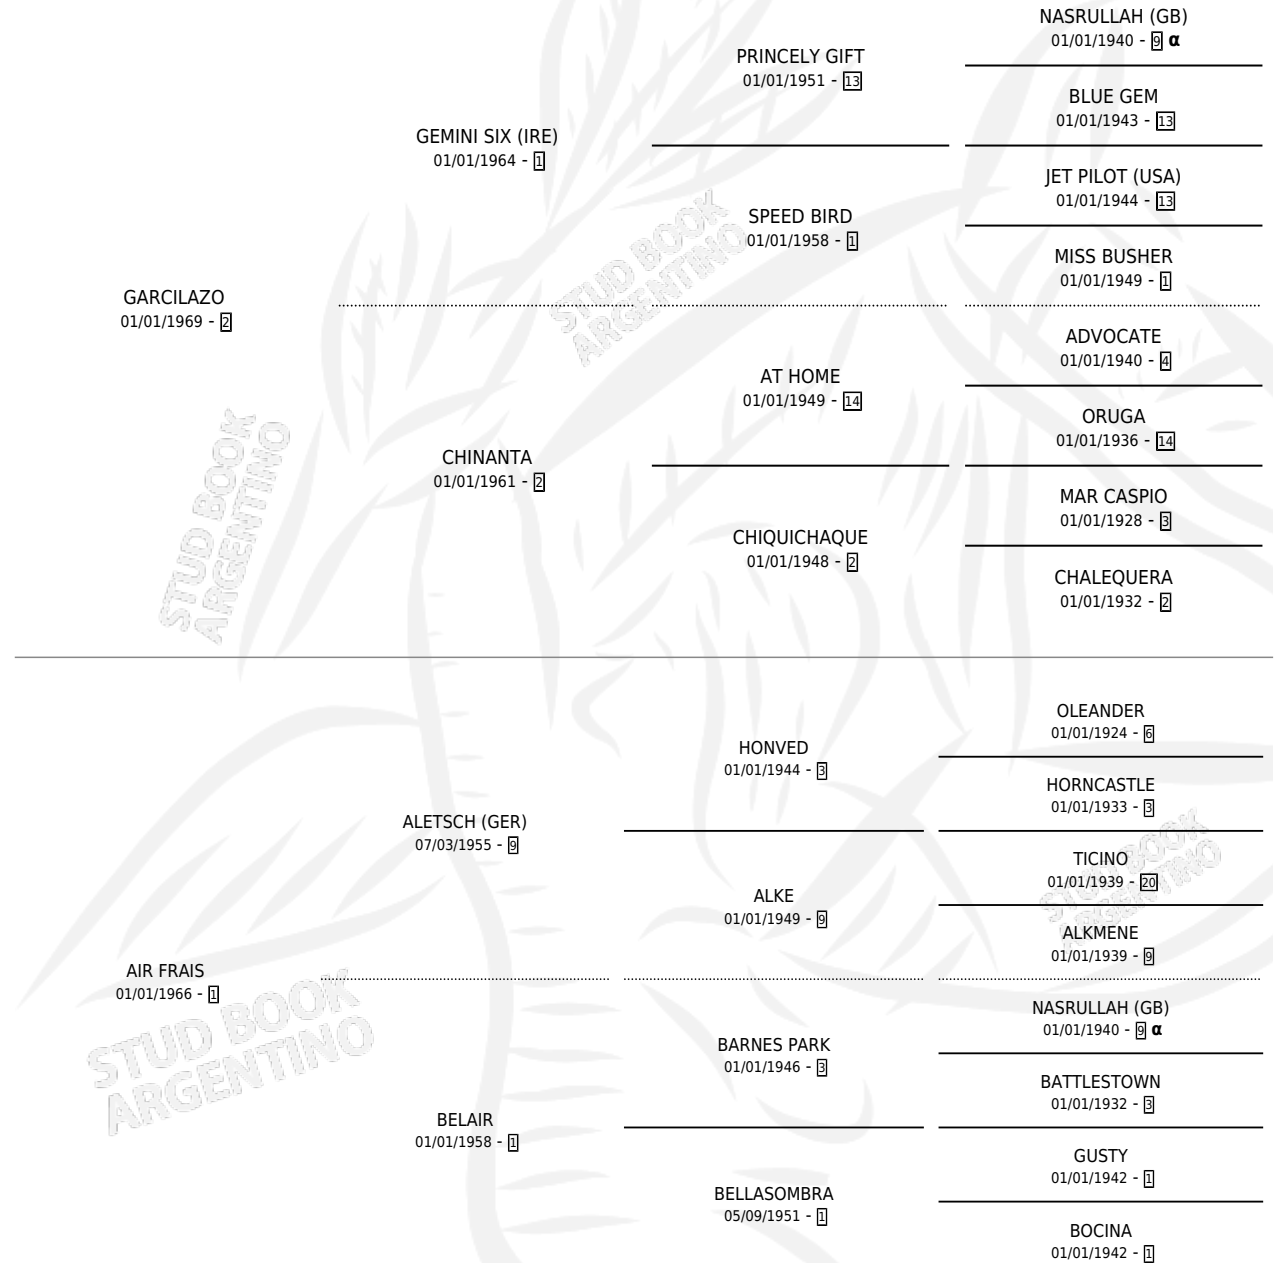 NASRULLAH (GB)
01/01/1940 - 9 α
PRINCELY GIFT
01/01/1951 - 13
BLUE GEM
01/01/1943 - 13
GEMINI SIX (IRE)
01/01/1964 - 1
JET PILOT (USA)
01/01/1944 - 13
SPEED BIRD
01/01/1958 - 1
MISS BUSHER
01/01/1949 - 1
GARCILAZO
01/01/1969 - 2
ADVOCATE
01/01/1940 - 4
AT HOME
01/01/1949 - 14
ORUGA
01/01/1936 - 14
CHINANTA
01/01/1961 - 2
MAR CASPIO
01/01/1928 - 3
CHIQUICHAQUE
01/01/1948 - 2
CHALEQUERA
01/01/1932 - 2
OLEANDER
01/01/1924 - 6
HONVED
01/01/1944 - 3
HORNCASTLE
01/01/1933 - 3
ALETSCH (GER)
07/03/1955 - 9
TICINO
01/01/1939 - 20
ALKE
01/01/1949 - 9
ALKMENE
01/01/1939 - 9
AIR FRAIS
01/01/1966 - 1
NASRULLAH (GB)
01/01/1940 - 9 α
BARNES PARK
01/01/1946 - 3
BATTLESTOWN
01/01/1932 - 3
BELAIR
01/01/1958 - 1
GUSTY
01/01/1942 - 1
BELLASOMBRA
05/09/1951 - 1
BOCINA
01/01/1942 - 1
STUD BOOK
ARGENTINO
STUD BOOK
ARGENTINO
STUD BOOK
ARGENTINO
STUD BOOK
ARGENTINO